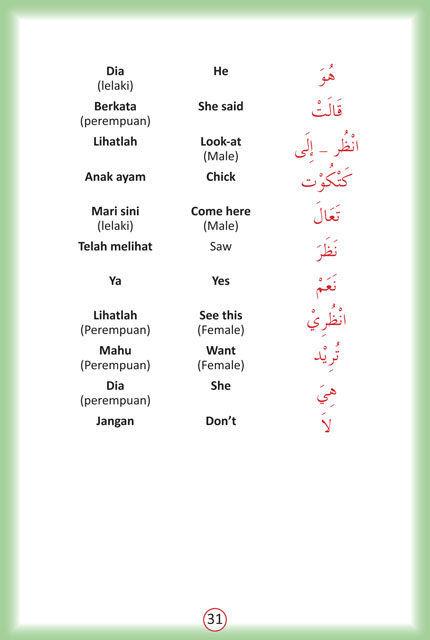 Dia He هُوَ
(lelaki)
Berkata She said قَالَتْ
(perempuan)
Lihatlah Look-at انْظُر – إِلَى
(Male)
Anak ayam Chick كَتْكُوْت
Mari sini Come here تَعَالَ
(lelaki) (Male)
Telah melihat Saw نَظَرَ
Ya Yes نَعَمْ
Lihatlah See this انْظُرِيْ
(Perempuan) (Female)
Mahu Want تُرِيْد
(Perempuan) (Female)
Dia She هِيَ
(perempuan)
Jangan Don’t لاَ
31